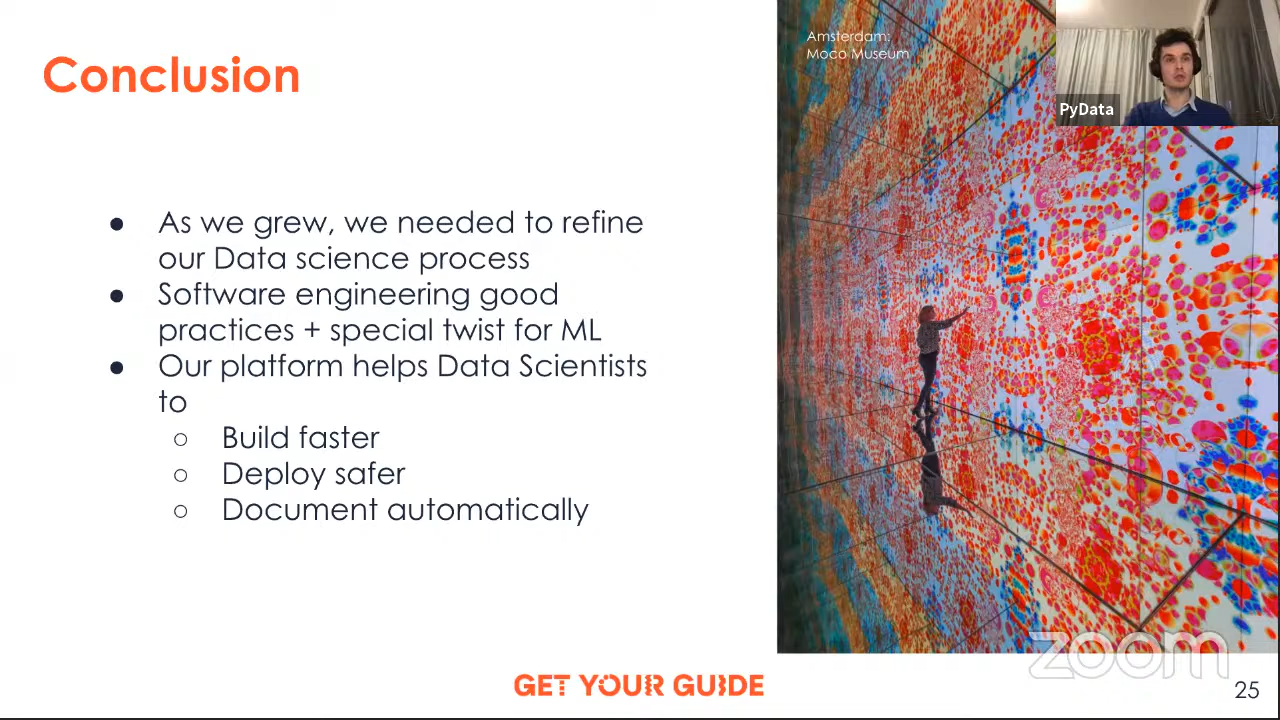 Conclusion
Amsterdam:
Moco Museum
PyData
● As we grew, we needed to refine
our Data science process
● Software engineering good
practices + special twist for ML
● Our platform helps Data Scientists
to
○ Build faster
○ Deploy safer
○ Document automatically
zoom
GET YOUR GUIDE
25